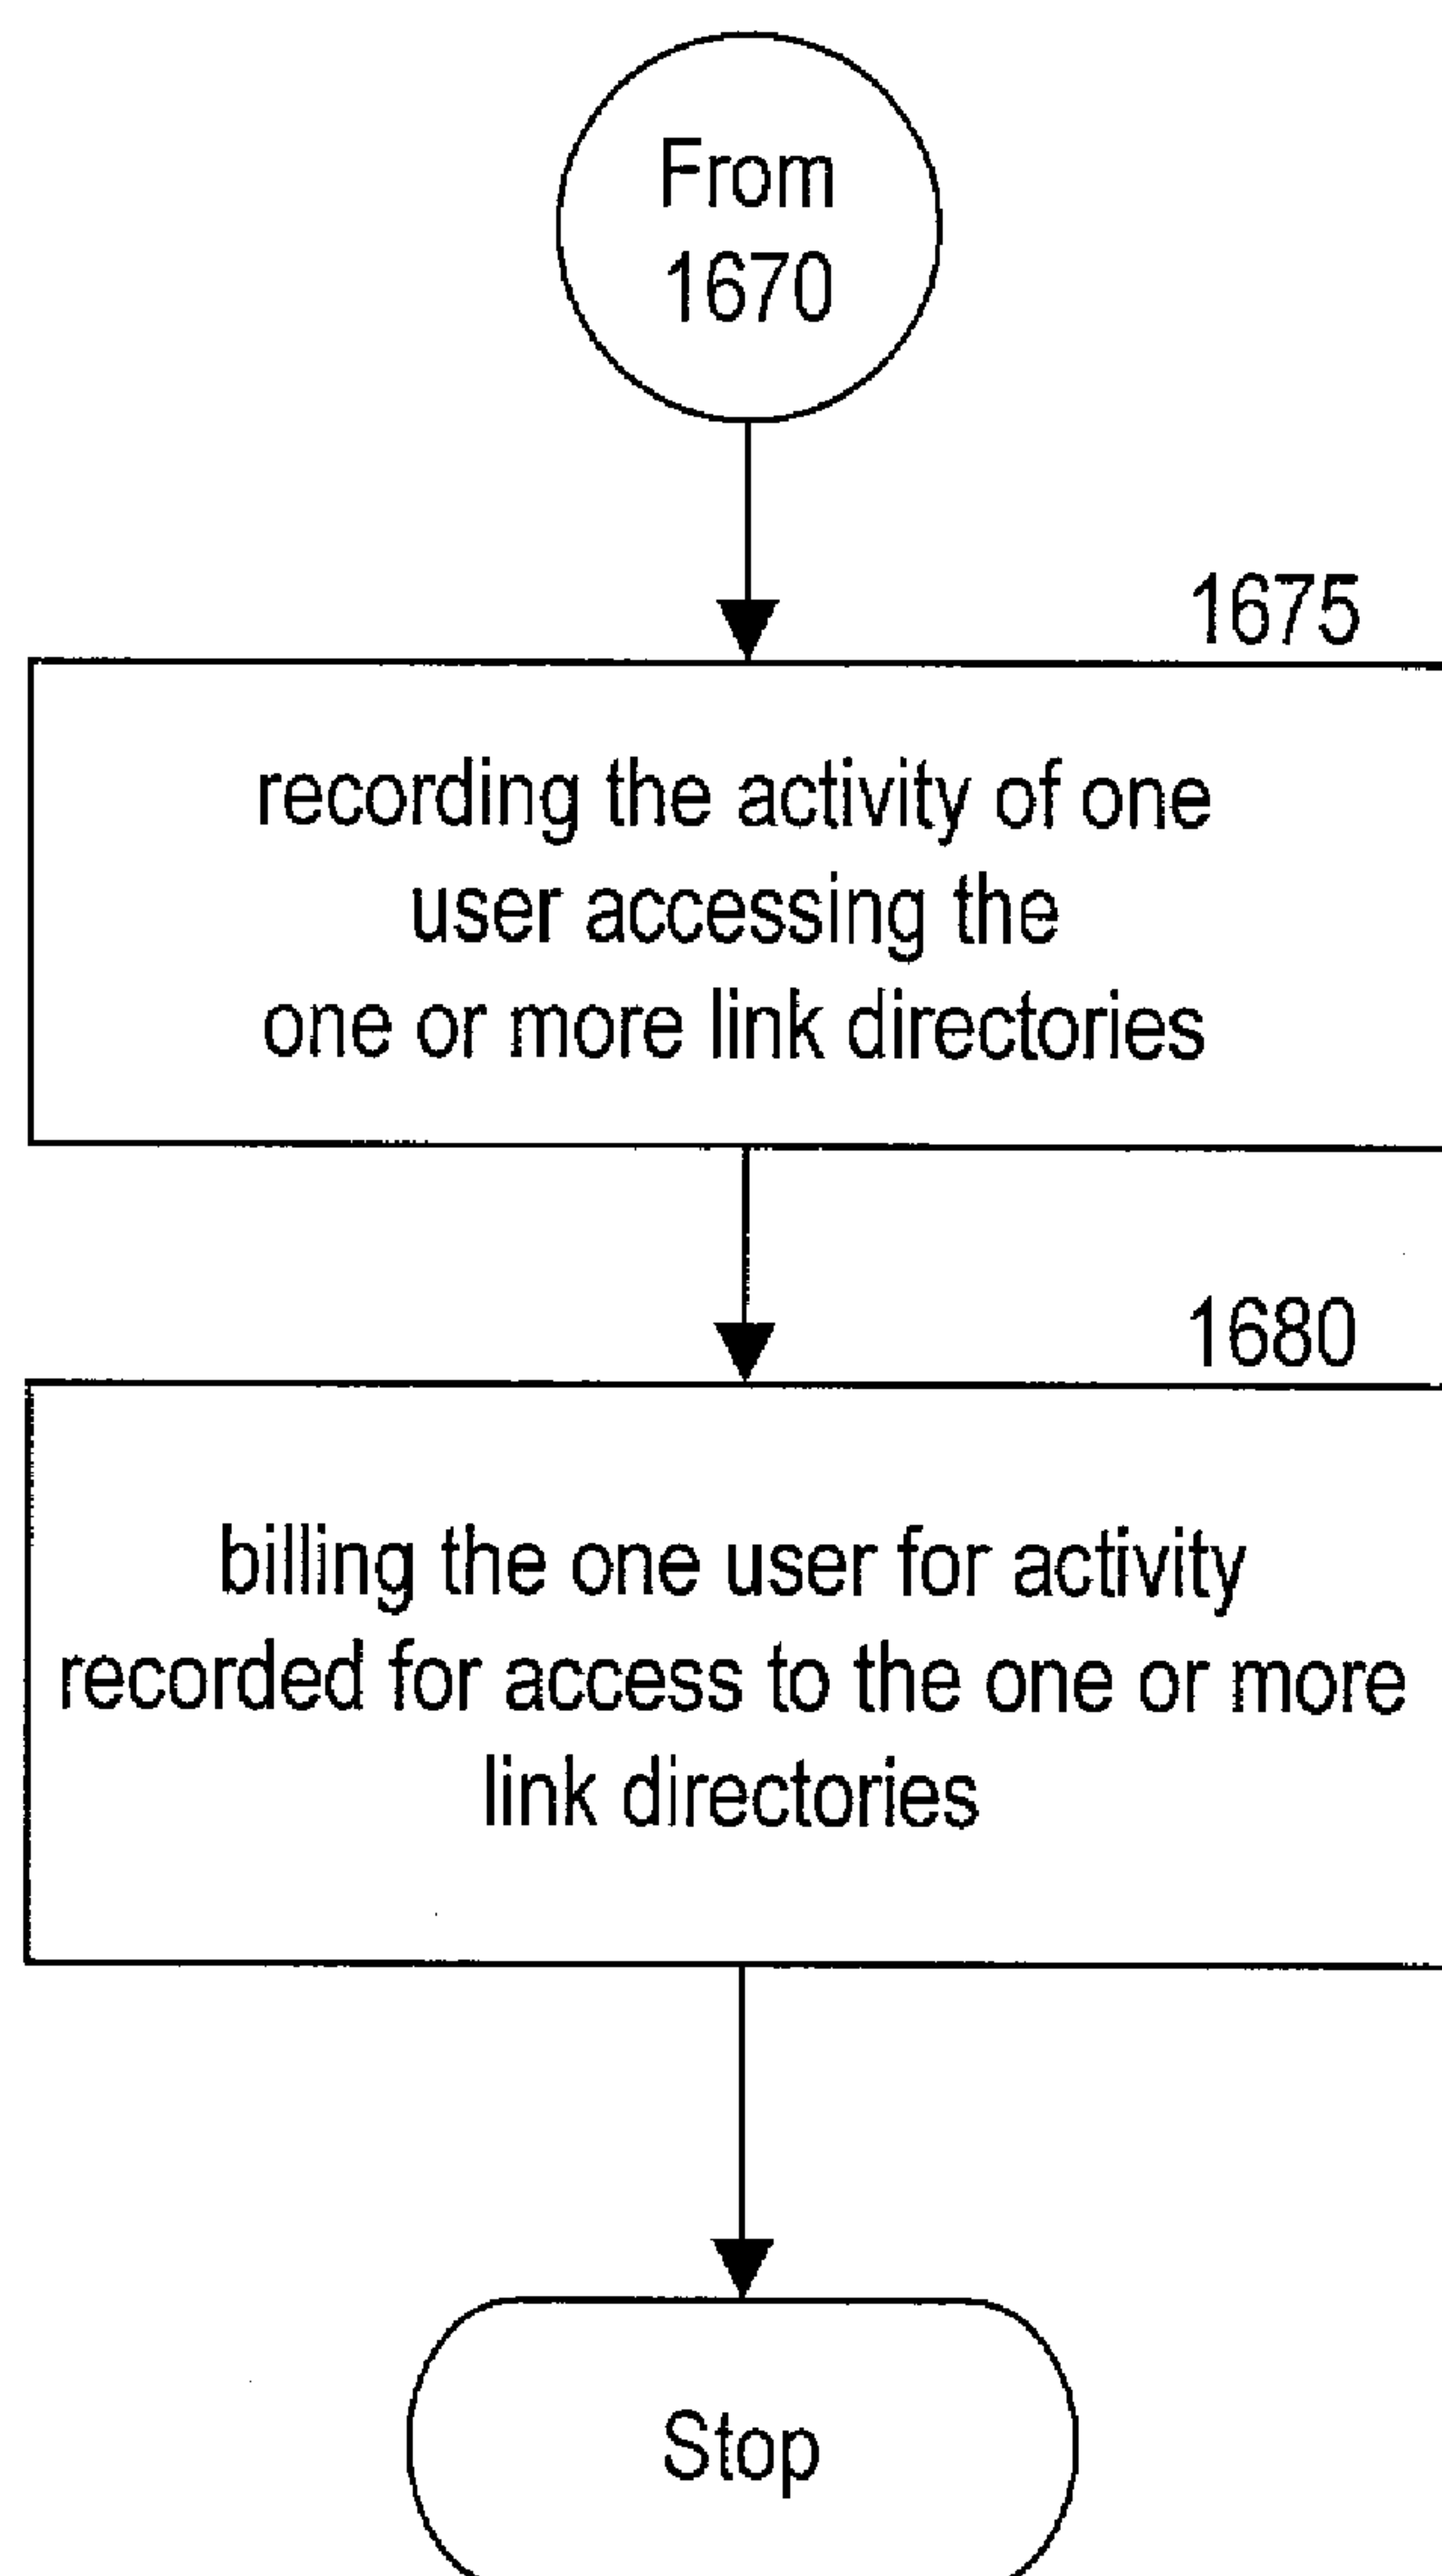 From
1670
1675
recording the activity of one
user accessing the
one or more link directories
1680
billing the one user for activity
recorded for access to the one or more
link directories
Stop